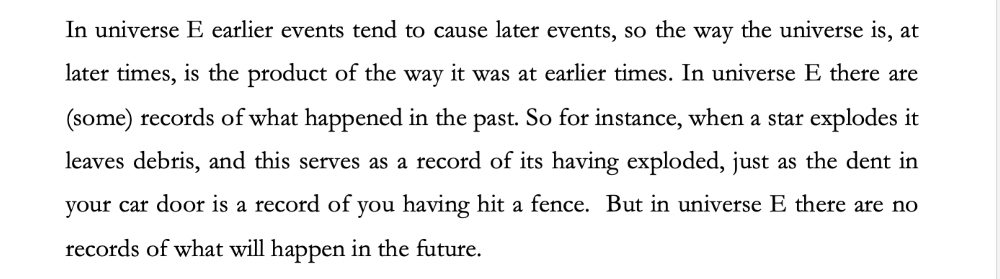 In universe E earlier events tend to cause later events, so the way the universe is, at
later times, is the product of the way it was at earlier times. In universe E there are
(some) records of what happened in the past. So for instance, when a star explodes it
leaves debris, and this serves as a record of its having exploded, just as the dent in
your car door is a record of you having hit a fence.  But in universe E there are no
records of what will happen in the future.